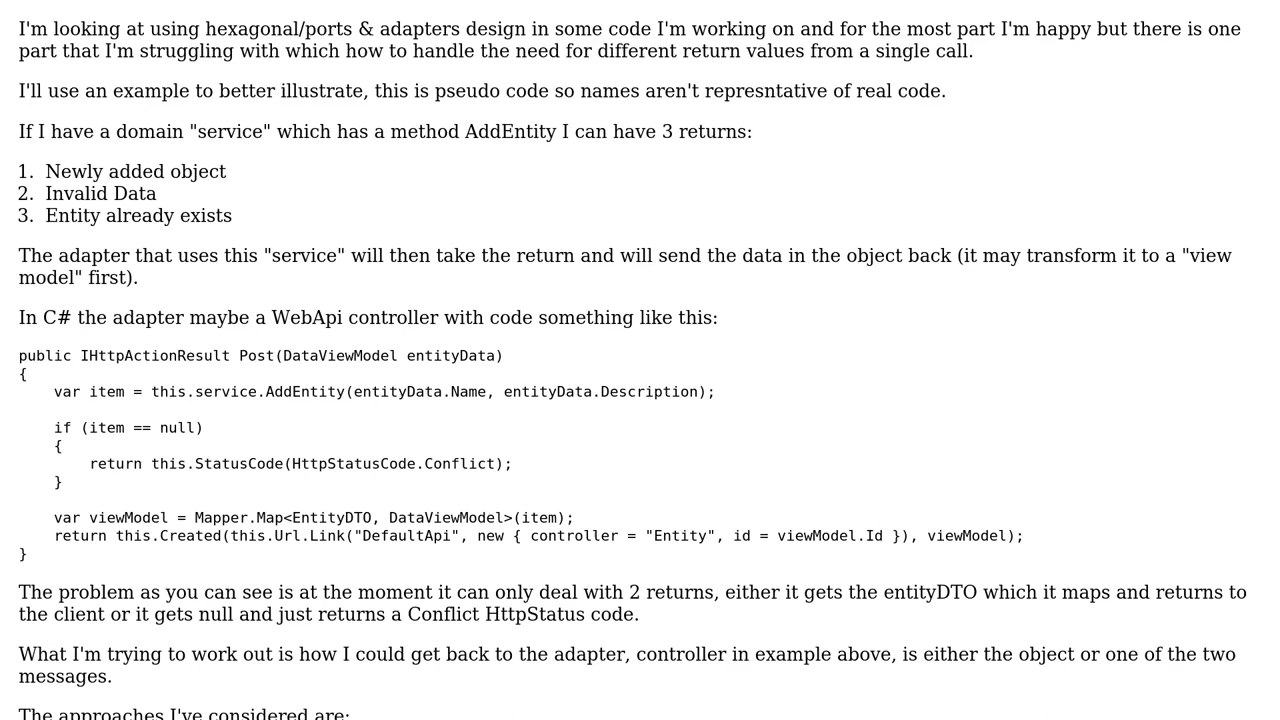 I'm looking at using hexagonal/ports & adapters design in some code I'm working on and for the most part I'm happy but there is one
part that I'm struggling with which how to handle the need for different return values from a single call.
I'll use an example to better illustrate, this is pseudo code so names aren't represntative of real code.
If I have a domain "service" which has a method AddEntity I can have 3 returns:
1. Newly added object
2. Invalid Data
3. Entity already exists
The adapter that uses this "service" will then take the return and will send the data in the object back (it may transform it to a "view
model" first).
In C# the adapter maybe a WebApi controller with code something like this:
public IHttpActionResult Post(DataViewModel entityData)
{
    var item = this.service.AddEntity(entityData.Name, entityData.Description);
    if (item == null)
    {
        return this.StatusCode(HttpStatusCode.Conflict);
    }
    var viewModel = Mapper.Map<EntityDTO, DataViewModel>(item);
    return this.Created(this.Url.Link("DefaultApi", new { controller = "Entity", id = viewModel.Id }), viewModel);
}
The problem as you can see is at the moment it can only deal with 2 returns, either it gets the entityDTO which it maps and returns to
the client or it gets null and just returns a Conflict HttpStatus code.
What I'm trying to work out is how I could get back to the adapter, controller in example above, is either the object or one of the two
messages.
The approaches I've considered are: